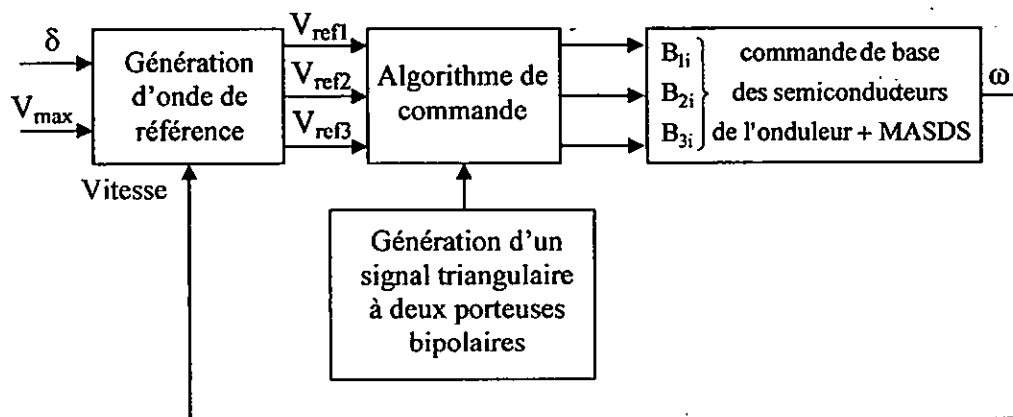 δ
V_max
Vitesse
Génération
d'onde de
référence
V_ref1
V_ref2
V_ref3
Algorithme de
commande
Génération d'un
signal triangulaire
à deux porteuses
bipolaires
B_1i
B_2i
B_3i
commande de base
des semiconducteurs
de l'onduleur + MASDS
ω